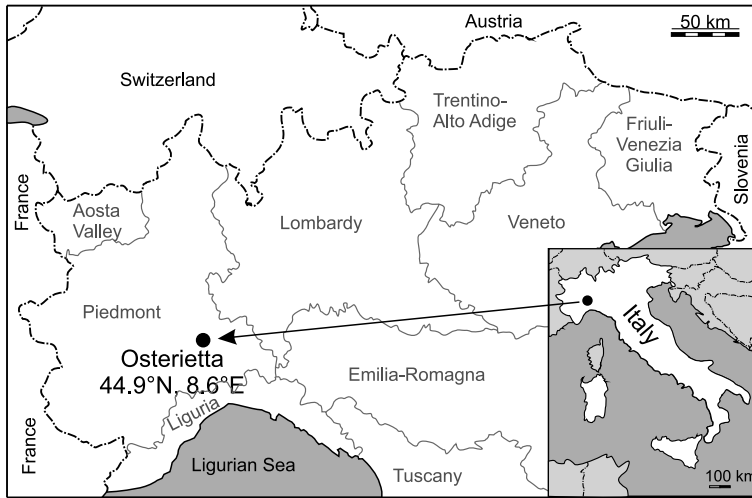 Austria
50 km
Switzerland
Trentino-
Alto Adige
Friuli-
Venezia
Giulia
Slovenia
France
Aosta
Valley
Lombardy
Veneto
Piedmont
Osterietta
44.9°N, 8.6°E
Emilia-Romagna
Italy
Liguria
France
Ligurian Sea
Tuscany
100 km